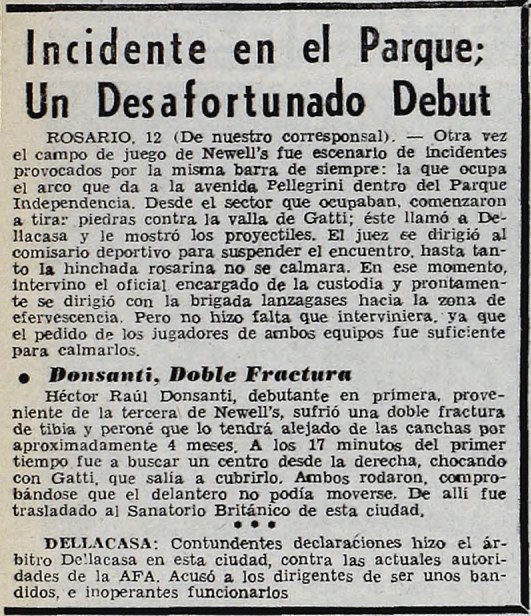 Incidente en el Parque;
Un Desafortunado Debut
ROSARIO, 12 (De nuestro corresponsal). — Otra vez
el campo de juego de Newell's fue escenario de incidentes
provocados por la misma barra de siempre: la que ocupa
el arco que da a la avenida Pellegrini dentro del Parque
Independencia. Desde el sector que ocupaban, comenzaron
a tirar piedras contra la valla de Gatti; éste llamó a De-
llacasa y le mostró los proyectiles. El juez se dirigió al
comisario deportivo para suspender el encuentro, hasta tan-
to la hinchada rosarina no se calmara. En ese momento,
intervino el oficial encargado de la custodia y prontamen-
te se dirigió con la brigada lanzagases hacia la zona de
efervescencia. Pero no hizo falta que interviniera, ya que
el pedido de los jugadores de ambos equipos fue suficiente
para calmarlos.
● Donsanti, Doble Fractura
Héctor Raúl Donsanti, debutante en primera, prove-
niente de la tercera de Newell's, sufrió una doble fractura
de tibia y peroné que lo tendrá alejado de las canchas por
aproximadamente 4 meses. A los 17 minutos del primer
tiempo fue a buscar un centro desde la derecha, chocando
con Gatti, que salía a cubrirlo. Ambos rodaron, compro-
bándose que el delantero no podía moverse. De allí fue
trasladado al Sanatorio Británico de esta ciudad.
● ● ●
DELLACASA: Contundentes declaraciones hizo el ár-
bitro De'lacasa en esta ciudad, contra las actuales autori-
dades de la AFA. Acusó a los dirigentes de ser unos ban-
didos, e inoperantes funcionarios